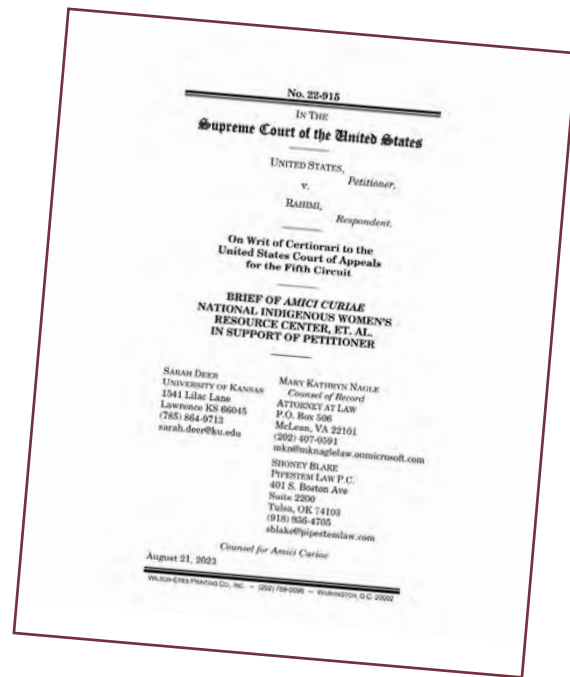 No. 22-915
IN THE
Supreme Court of the United States
UNITED STATES,
Petitioner,
v.
RAHIMI,
Respondent.
On Writ of Certiorari to the
United States Court of Appeals
for the Fifth Circuit
BRIEF OF AMICI CURIAE
NATIONAL INDIGENOUS WOMEN'S
RESOURCE CENTER, ET. AL.
IN SUPPORT OF PETITIONER
SARAH DEER
UNIVERSITY OF KANSAS
1541 Lilac Lane
Lawrence KS 66045
(785) 864-9713
sarah.deer@ku.edu
MARY KATHRYN NAGLE
Counsel of Record
ATTORNEY AT LAW
P.O. Box 506
McLean, VA 22101
(202) 407-0591
mkn@mknaglelaw.onmicrosoft.com
SHONEY BLAKE
PIPESTEM LAW P.C.
401 S. Boston Ave
Suite 2200
Tulsa, OK 74103
(918) 936-4705
sblake@pipestemlaw.com
Counsel for Amici Curiae
August 21, 2023
WILSON-EPES PRINTING CO., INC. – (202) 789-0096 – WASHINGTON, D.C. 20002